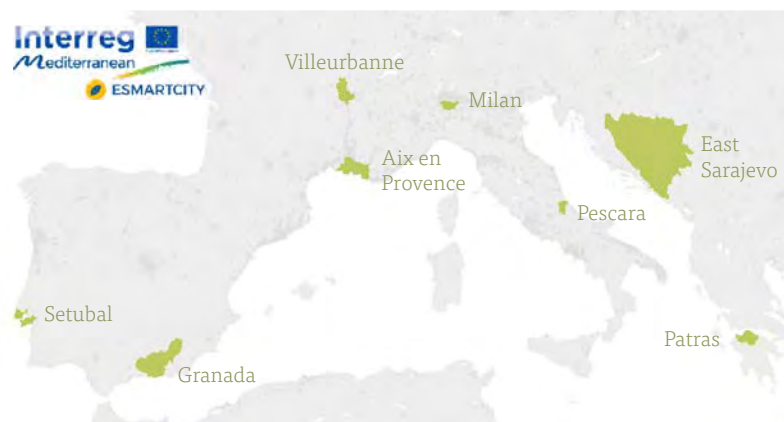 Interreg
Mediterranean
ESMARTCITY
Villeurbanne
Milan
East
Sarajevo
Aix en
Provence
Pescara
Setubal
Granada
Patras